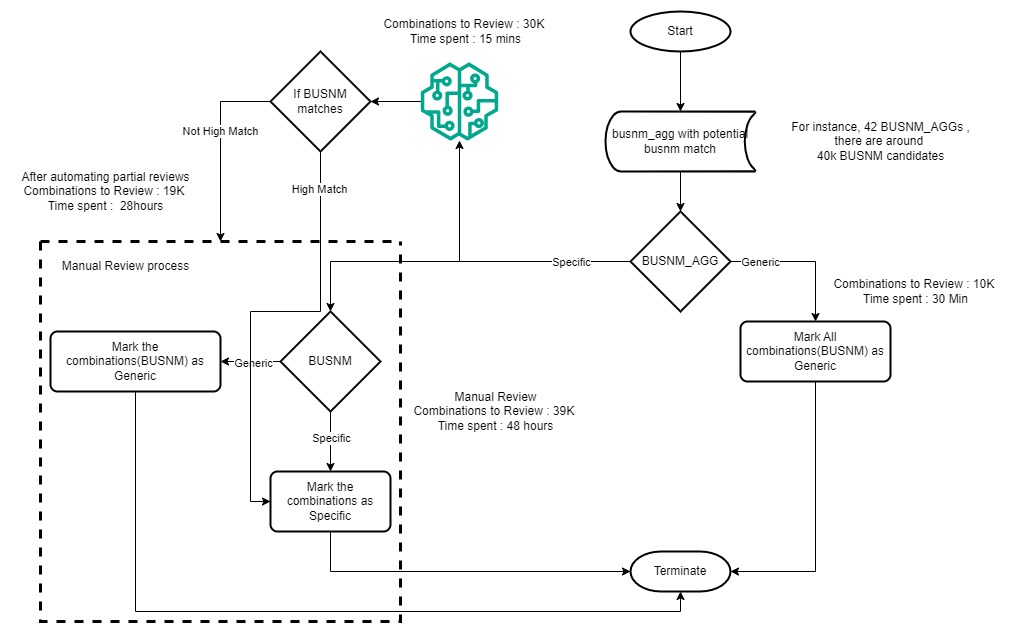 Combinations to Review : 30K
Time spent : 15 mins
Start
If BUSNM
matches
Not High Match
busnm_agg with potential
busnm match
For instance, 42 BUSNM_AGGs ,
there are around
40k BUSNM candidates
After automating partial reviews
Combinations to Review : 19K
Time spent :  28hours
High Match
Manual Review process
Specific
BUSNM_AGG
Generic
Combinations to Review : 10K
Time spent : 30 Min
Mark the
combinations(BUSNM) as
Generic
Generic
BUSNM
Mark All
combinations(BUSNM) as
Generic
Manual Review
Combinations to Review : 39K
Time spent : 48 hours
Specific
Mark the
combinations as
Specific
Terminate